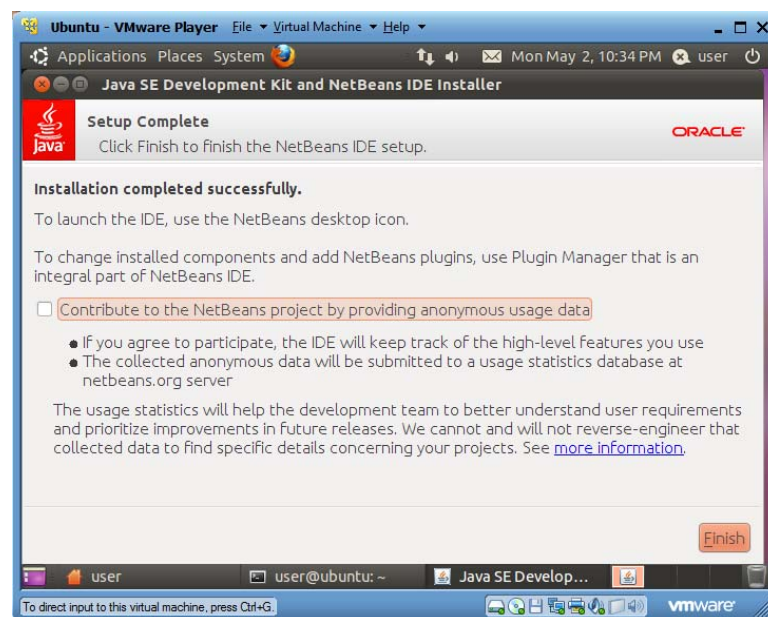 Ubuntu - VMware Player File Virtual Machine Help
Applications Places System Mon May 2, 10:34 PM user
Java SE Development Kit and NetBeans IDE Installer
Java
Setup Complete
Click Finish to finish the NetBeans IDE setup.
ORACLE
Installation completed successfully.
To launch the IDE, use the NetBeans desktop icon.
To change installed components and add NetBeans plugins, use Plugin Manager that is an
integral part of NetBeans IDE.
Contribute to the NetBeans project by providing anonymous usage data
If you agree to participate, the IDE will keep track of the high-level features you use
The collected anonymous data will be submitted to a usage statistics database at
netbeans.org server
The usage statistics will help the development team to better understand user requirements
and prioritize improvements in future releases. We cannot and will not reverse-engineer that
collected data to find specific details concerning your projects. See more information.
Finish
user user@ubuntu: ~ Java SE Develop...
To direct input to this virtual machine, press Ctrl+G. vmware